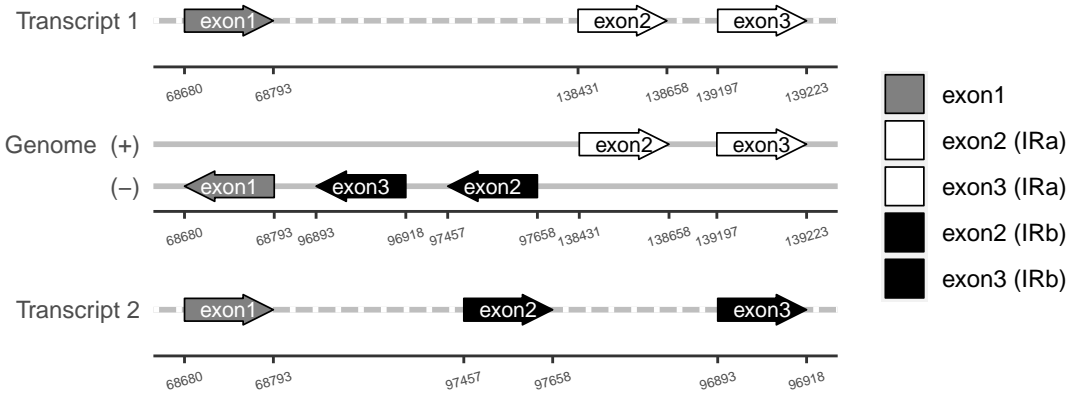 Transcript 1 exon1 exon2 exon3
68680 68793 138431 138658 139197 139223
Genome (+) exon2 exon3
(−) exon1 exon3 exon2
68680 68793 96893 96918 97457 97658 138431 138658 139197 139223
Transcript 2 exon1 exon2 exon3
68680 68793 97457 97658 96893 96918
exon1
exon2 (IRa)
exon3 (IRa)
exon2 (IRb)
exon3 (IRb)